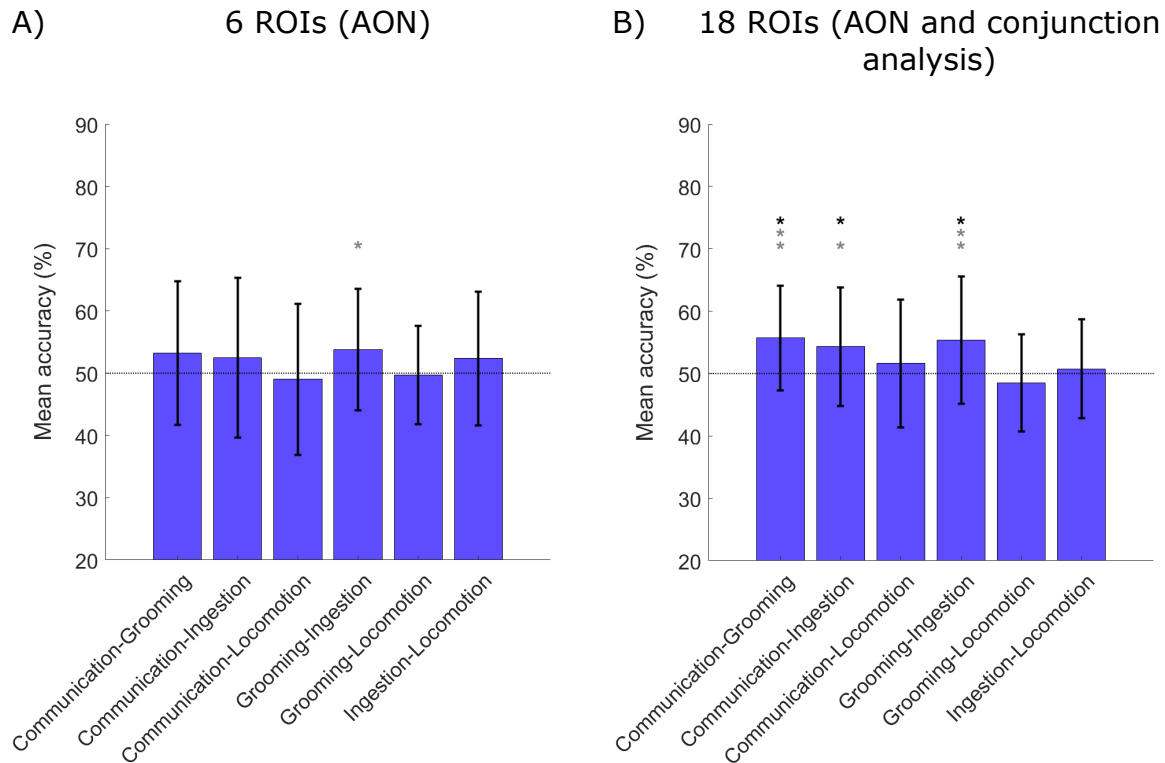 A) 6 ROIs (AON)
90
80
70
60
50
40
30
20
Mean accuracy (%)
*
Communication-Grooming
Communication-Ingestion
Communication-Locomotion
Grooming-Ingestion
Grooming-Locomotion
Ingestion-Locomotion
B) 18 ROIs (AON and conjunction
analysis)
90
80
70
60
50
40
30
20
Mean accuracy (%)
* * *
* *
* * *
Communication-Grooming
Communication-Ingestion
Communication-Locomotion
Grooming-Ingestion
Grooming-Locomotion
Ingestion-Locomotion